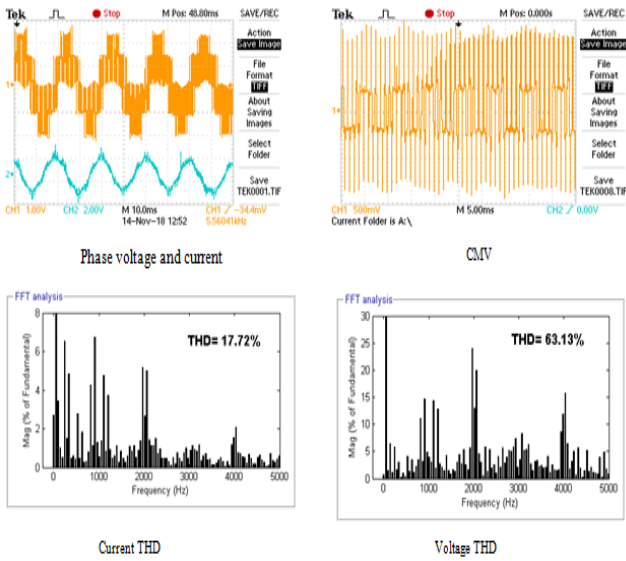 Tek Stop M Pos: 48.80ms SAVE/REC
Action
Save Image
File
Format
TIFF
About
Saving
Images
Select
Folder
Save
TEK0001.TIF
1
2
CH1 1.00V CH2 2.00V M 10.0ms CH1 / -34.4mV
14-Nov-18 12:52 5.56041kHz
Phase voltage and current
Tek Stop M Pos: 0.000s SAVE/REC
Action
Save Image
File
Format
TIFF
About
Saving
Images
Select
Folder
Save
TEK0008.TIF
1
CH1 500mV M 5.00ms CH2 / 0.00V
Current Folder is A:\
CMV
FFT analysis
THD= 17.72%
Mag (% of Fundamental)
8
6
4
2
0
0 1000 2000 3000 4000 5000
Frequency (Hz)
Current THD
FFT analysis
THD= 63.13%
Mag (% of Fundamental)
30
25
20
15
10
5
0
0 1000 2000 3000 4000 5000
Frequency (Hz)
Voltage THD